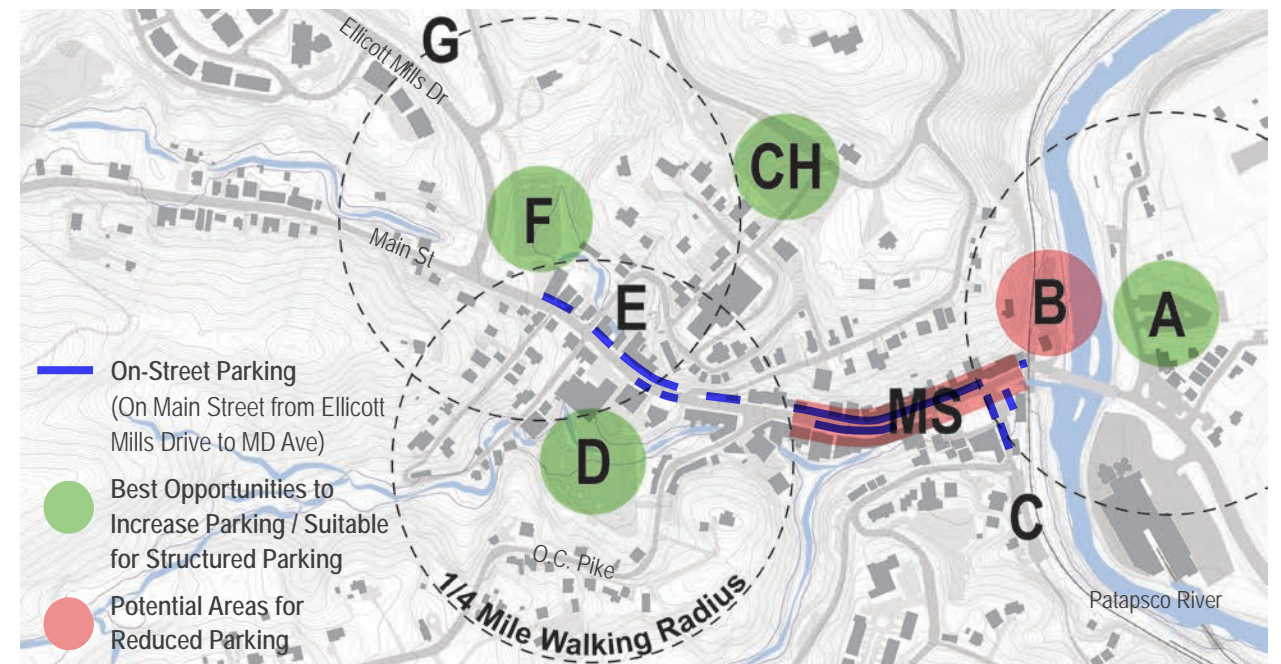 G
Ellicott Mills Dr
CH
F
Main St
E
B
A
MS
D
C
O.C. Pike
1/4 Mile Walking Radius
Patapsco River
On-Street Parking
(On Main Street from Ellicott
Mills Drive to MD Ave)
Best Opportunities to
Increase Parking / Suitable
for Structured Parking
Potential Areas for
Reduced Parking